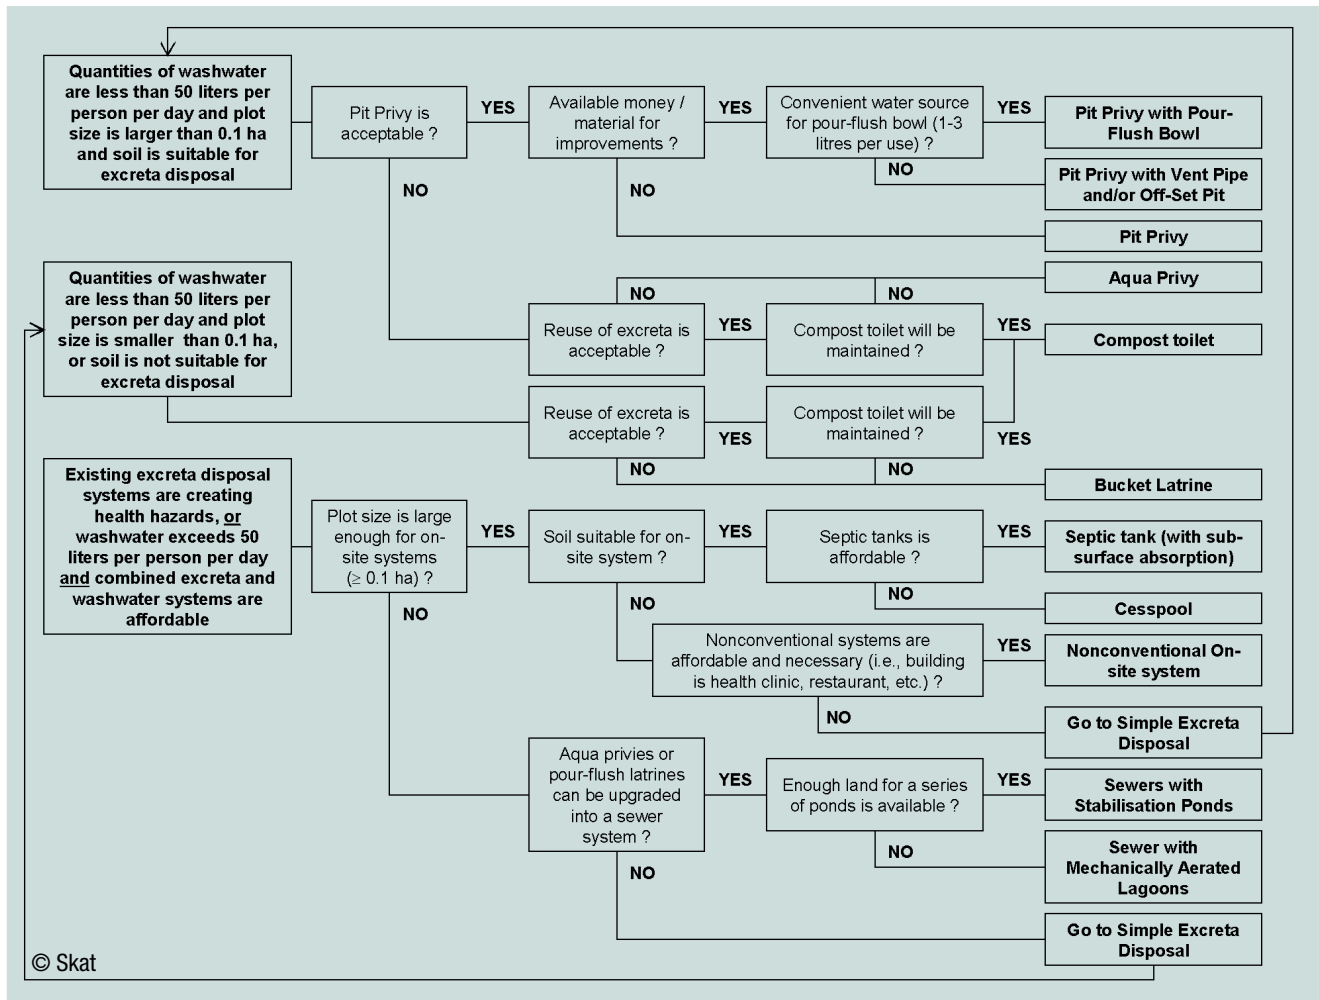 Quantities of washwater
are less than 50 liters per
person per day and plot
size is larger than 0.1 ha
and soil is suitable for
excreta disposal
Pit Privy is
acceptable ?
YES
NO
Available money /
material for
improvements ?
YES
NO
Convenient water source
for pour-flush bowl (1-3
litres per use) ?
YES
NO
Pit Privy with Pour-
Flush Bowl
Pit Privy with Vent Pipe
and/or Off-Set Pit
Pit Privy
Aqua Privy
Quantities of washwater
are less than 50 liters per
person per day and plot
size is smaller than 0.1 ha,
or soil is not suitable for
excreta disposal
NO
NO
Reuse of excreta is
acceptable ?
YES
Compost toilet will be
maintained ?
YES
Compost toilet
Reuse of excreta is
acceptable ?
YES
Compost toilet will be
maintained ?
YES
NO
NO
Bucket Latrine
Existing excreta disposal
systems are creating
health hazards, or
washwater exceeds 50
liters per person per day
and combined excreta and
washwater systems are
affordable
Plot size is large
enough for on-
site systems
(≥ 0.1 ha) ?
YES
NO
Soil suitable for on-
site system ?
YES
NO
Septic tanks is
affordable ?
YES
NO
Septic tank (with sub-
surface absorption)
Cesspool
Nonconventional systems are
affordable and necessary (i.e., building
is health clinic, restaurant, etc.) ?
YES
NO
Nonconventional On-
site system
Go to Simple Excreta
Disposal
Aqua privies or
pour-flush latrines
can be upgraded
into a sewer
system ?
YES
NO
Enough land for a series
of ponds is available ?
YES
NO
Sewers with
Stabilisation Ponds
Sewer with
Mechanically Aerated
Lagoons
Go to Simple Excreta
Disposal
© Skat